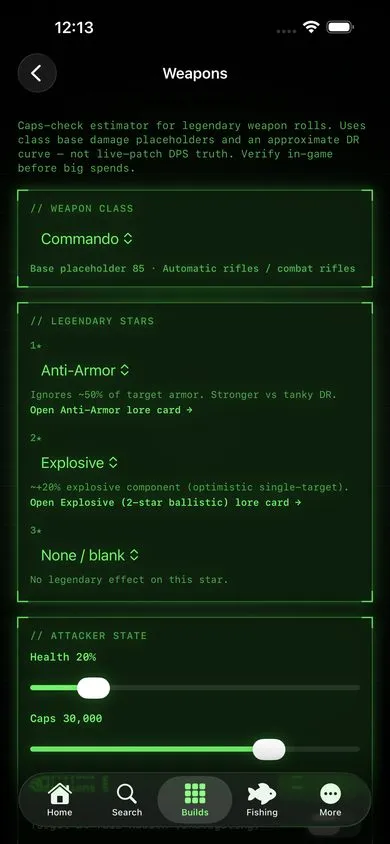 12:13
Weapons
Caps-check estimator for legendary weapon rolls. Uses
class base damage placeholders and an approximate DR
curve — not live-patch DPS truth. Verify in-game
before big spends.
// WEAPON CLASS
Commando
Base placeholder 85 · Automatic rifles / combat rifles
// LEGENDARY STARS
1★
Anti-Armor
Ignores ~50% of target armor. Stronger vs tanky DR.
Open Anti-Armor lore card →
2★
Explosive
~+20% explosive component (optimistic single-target).
Open Explosive (2-star ballistic) lore card →
3★
None / blank
No legendary effect on this star.
// ATTACKER STATE
Health 20%
Caps 30,000
Home
Search
Builds
Fishing
More